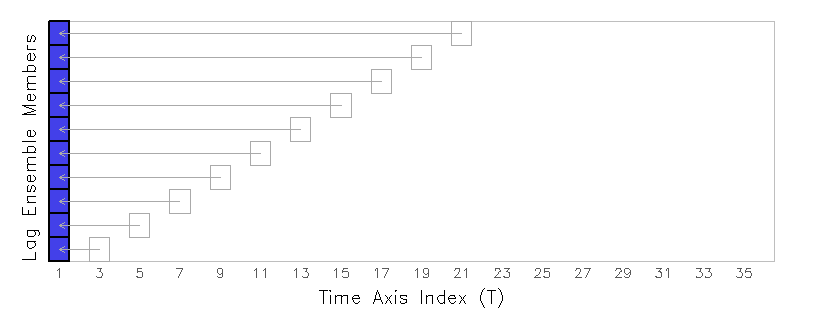 Lag Ensemble Members
1 3 5 7 9 11 13 15 17 19 21 23 25 27 29 31 33 35
Time Axis Index (T)